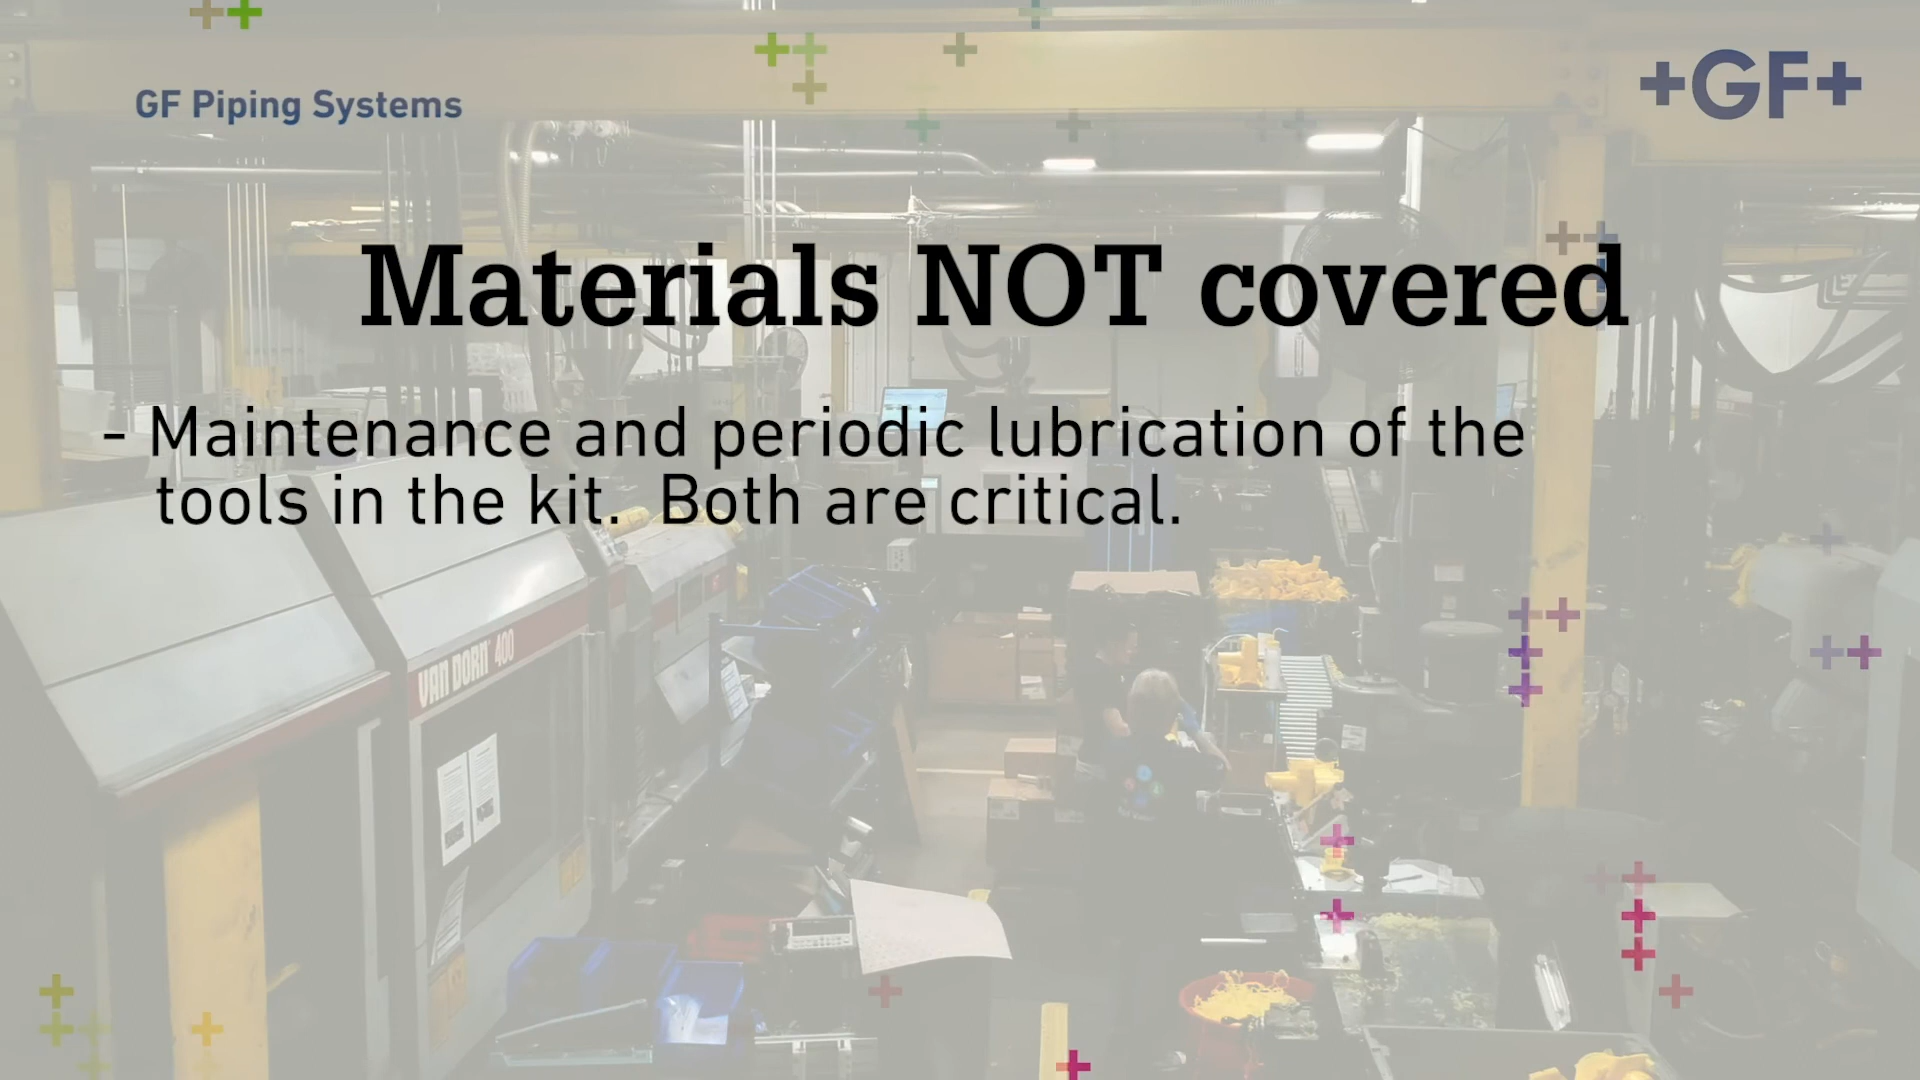 GF Piping Systems
+GF+
Materials NOT covered
- Maintenance and periodic lubrication of the
tools in the kit. Both are critical.
VAN DORN 400